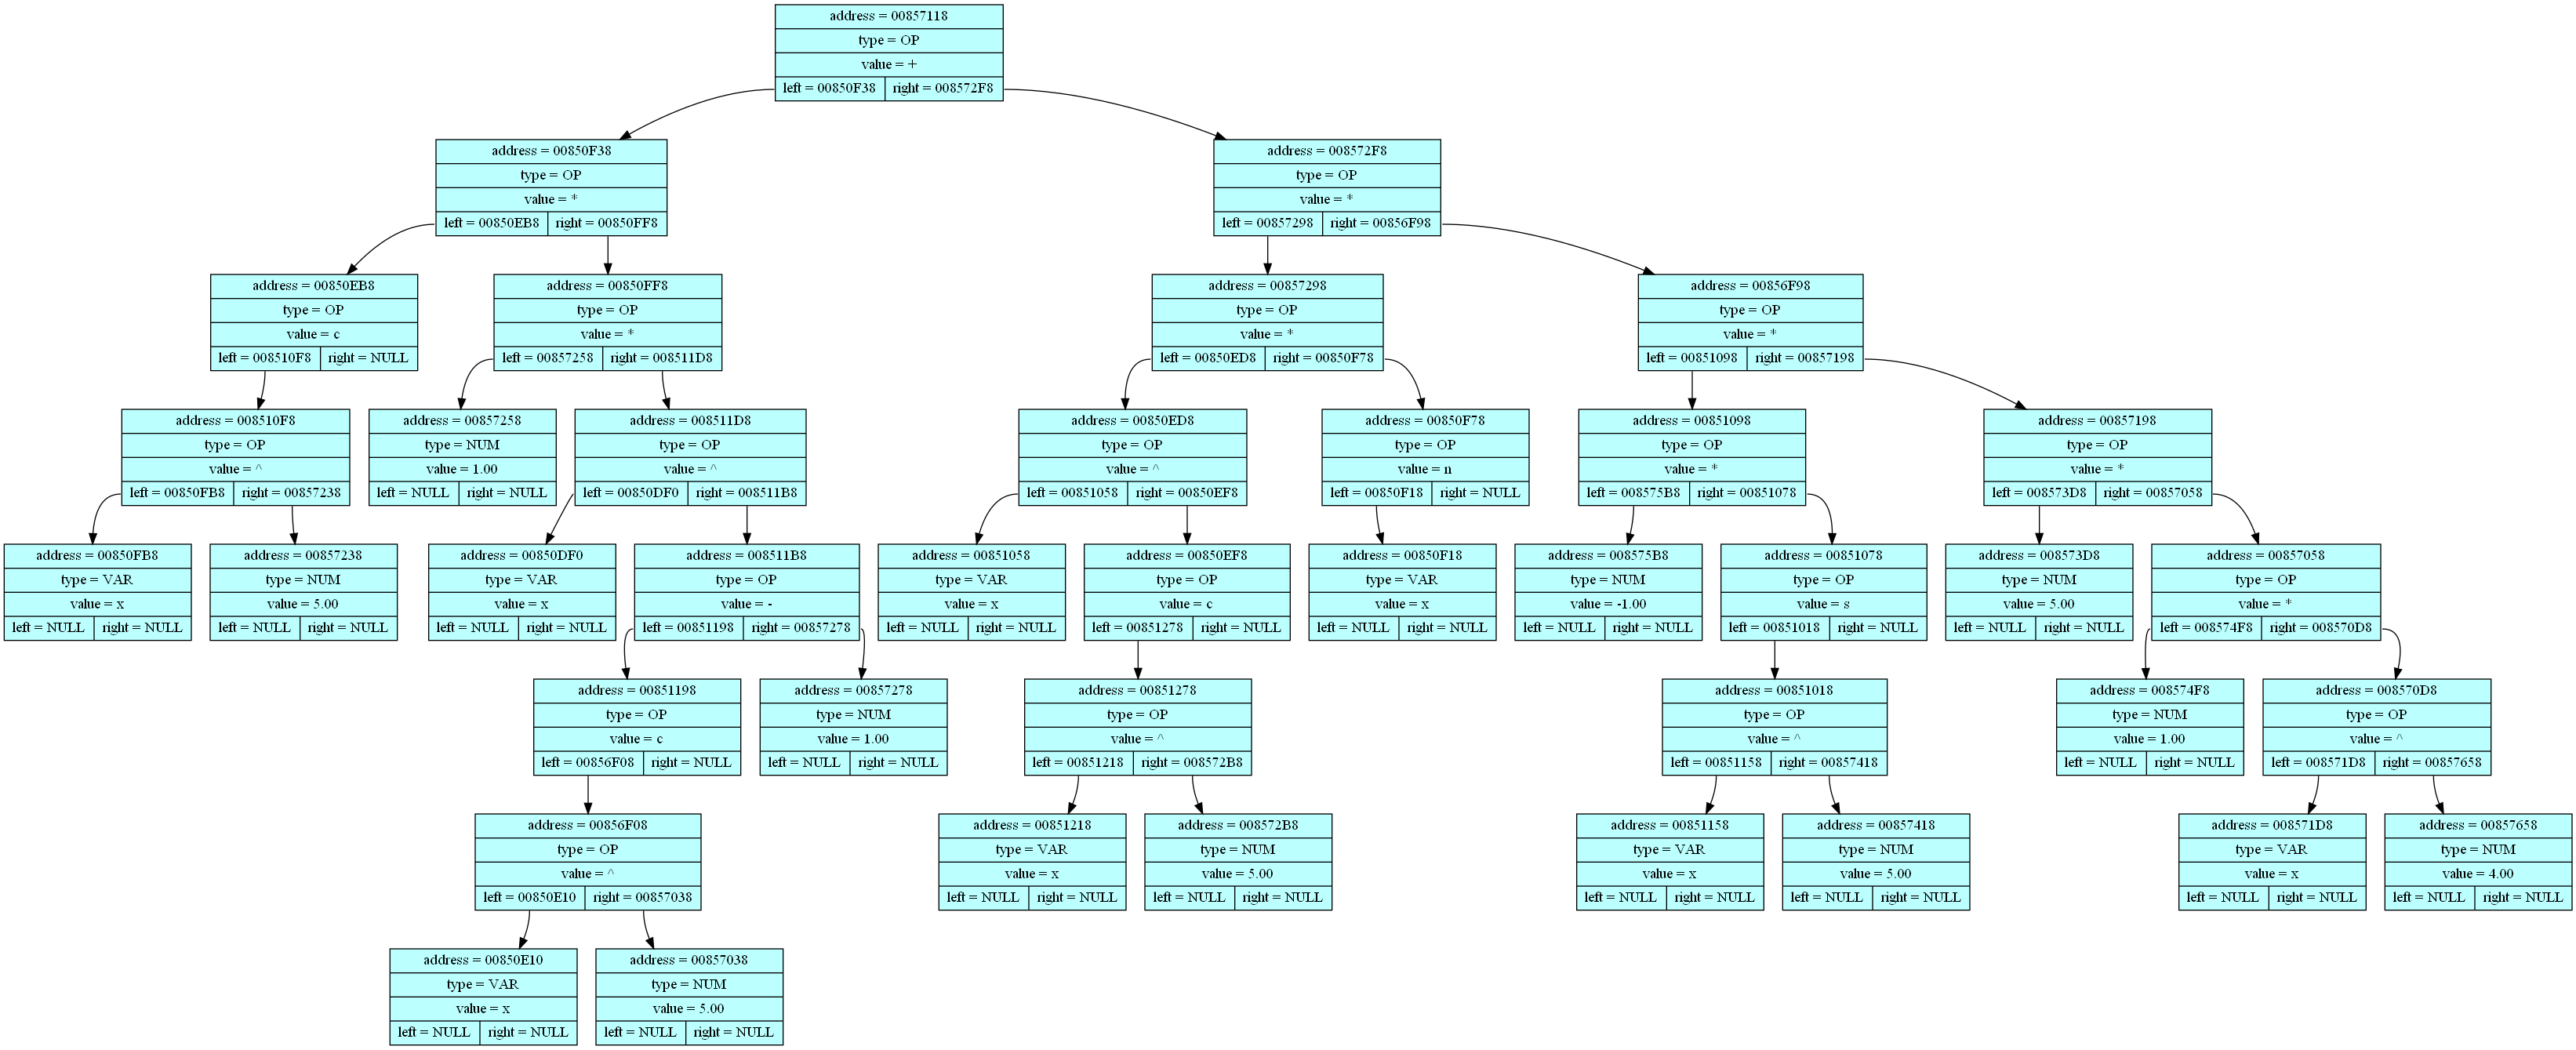 address = 00857118
type = OP
value = +
left = 00850F38 right = 008572F8
address = 00850F38
type = OP
value = *
left = 00850EB8 right = 00850FF8
address = 008572F8
type = OP
value = *
left = 00857298 right = 00856F98
address = 00850EB8
type = OP
value = c
left = 008510F8 right = NULL
address = 00850FF8
type = OP
value = *
left = 00857258 right = 008511D8
address = 00857298
type = OP
value = *
left = 00850ED8 right = 00850F78
address = 00856F98
type = OP
value = *
left = 00851098 right = 00857198
address = 008510F8
type = OP
value = ^
left = 00850FB8 right = 00857238
address = 00857258
type = NUM
value = 1.00
left = NULL right = NULL
address = 008511D8
type = OP
value = ^
left = 00850DF0 right = 008511B8
address = 00850ED8
type = OP
value = ^
left = 00851058 right = 00850EF8
address = 00850F78
type = OP
value = n
left = 00850F18 right = NULL
address = 00851098
type = OP
value = *
left = 008575B8 right = 00851078
address = 00857198
type = OP
value = *
left = 008573D8 right = 00857058
address = 00850FB8
type = VAR
value = x
left = NULL right = NULL
address = 00857238
type = NUM
value = 5.00
left = NULL right = NULL
address = 00850DF0
type = VAR
value = x
left = NULL right = NULL
address = 008511B8
type = OP
value = -
left = 00851198 right = 00857278
address = 00851058
type = VAR
value = x
left = NULL right = NULL
address = 00850EF8
type = OP
value = c
left = 00851278 right = NULL
address = 00850F18
type = VAR
value = x
left = NULL right = NULL
address = 008575B8
type = NUM
value = -1.00
left = NULL right = NULL
address = 00851078
type = OP
value = s
left = 00851018 right = NULL
address = 008573D8
type = NUM
value = 5.00
left = NULL right = NULL
address = 00857058
type = OP
value = *
left = 008574F8 right = 008570D8
address = 00851198
type = OP
value = c
left = 00856F08 right = NULL
address = 00857278
type = NUM
value = 1.00
left = NULL right = NULL
address = 00851278
type = OP
value = ^
left = 00851218 right = 008572B8
address = 00851018
type = OP
value = ^
left = 00851158 right = 00857418
address = 008574F8
type = NUM
value = 1.00
left = NULL right = NULL
address = 008570D8
type = OP
value = ^
left = 008571D8 right = 00857658
address = 00856F08
type = OP
value = ^
left = 00850E10 right = 00857038
address = 00851218
type = VAR
value = x
left = NULL right = NULL
address = 008572B8
type = NUM
value = 5.00
left = NULL right = NULL
address = 00851158
type = VAR
value = x
left = NULL right = NULL
address = 00857418
type = NUM
value = 5.00
left = NULL right = NULL
address = 008571D8
type = VAR
value = x
left = NULL right = NULL
address = 00857658
type = NUM
value = 4.00
left = NULL right = NULL
address = 00850E10
type = VAR
value = x
left = NULL right = NULL
address = 00857038
type = NUM
value = 5.00
left = NULL right = NULL